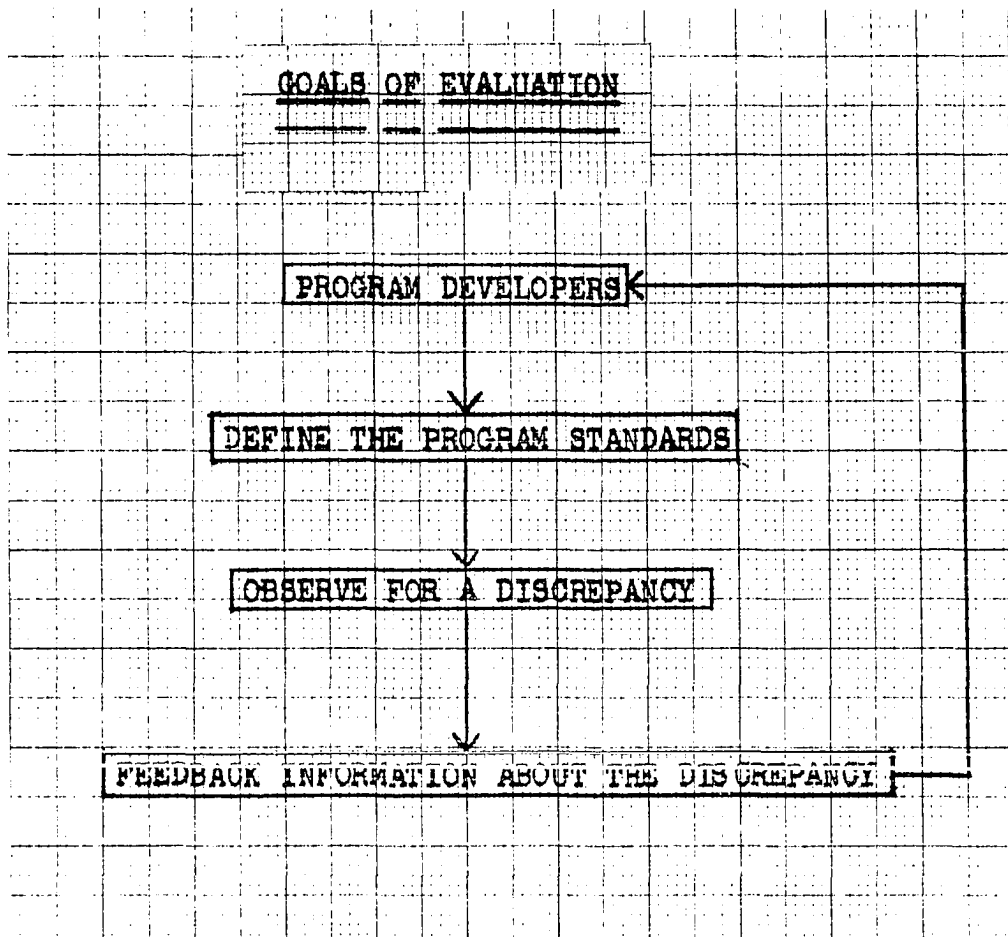 GOALS OF EVALUATION
PROGRAM DEVELOPERS
DEFINE THE PROGRAM STANDARDS
OBSERVE FOR A DISCREPANCY
FEEDBACK INFORMATION ABOUT THE DISCREPANCY